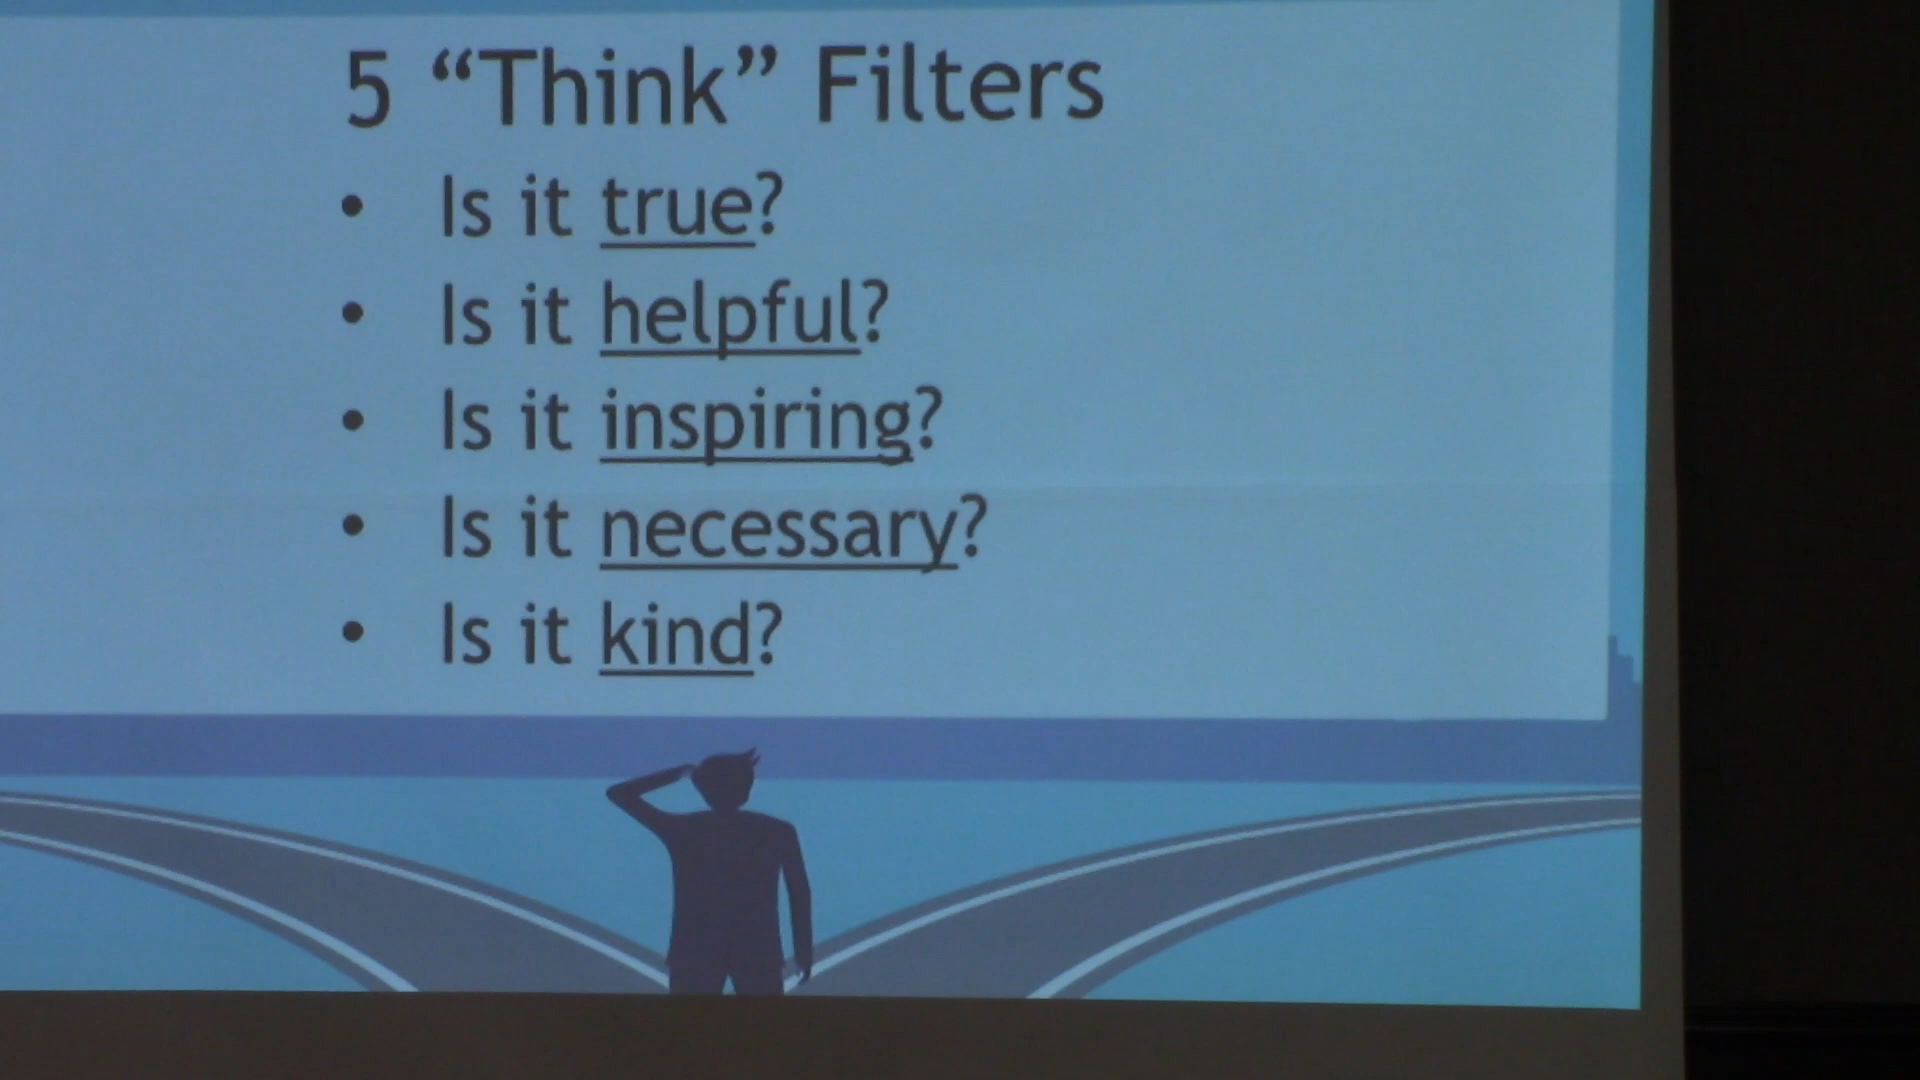 5 “Think” Filters
• Is it true?
• Is it helpful?
• Is it inspiring?
• Is it necessary?
• Is it kind?